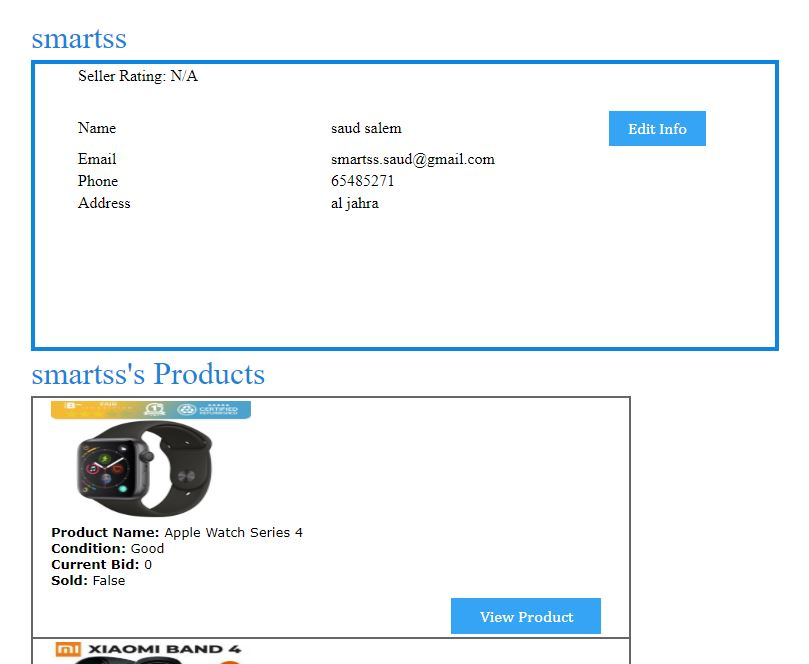 smartss
Seller Rating: N/A
Name saud salem Edit Info
Email smartss.saud@gmail.com
Phone 65485271
Address al jahra
smartss's Products
CERTIFIED
Product Name: Apple Watch Series 4
Condition: Good
Current Bid: 0
Sold: False
View Product
mi XIAOMI BAND 4